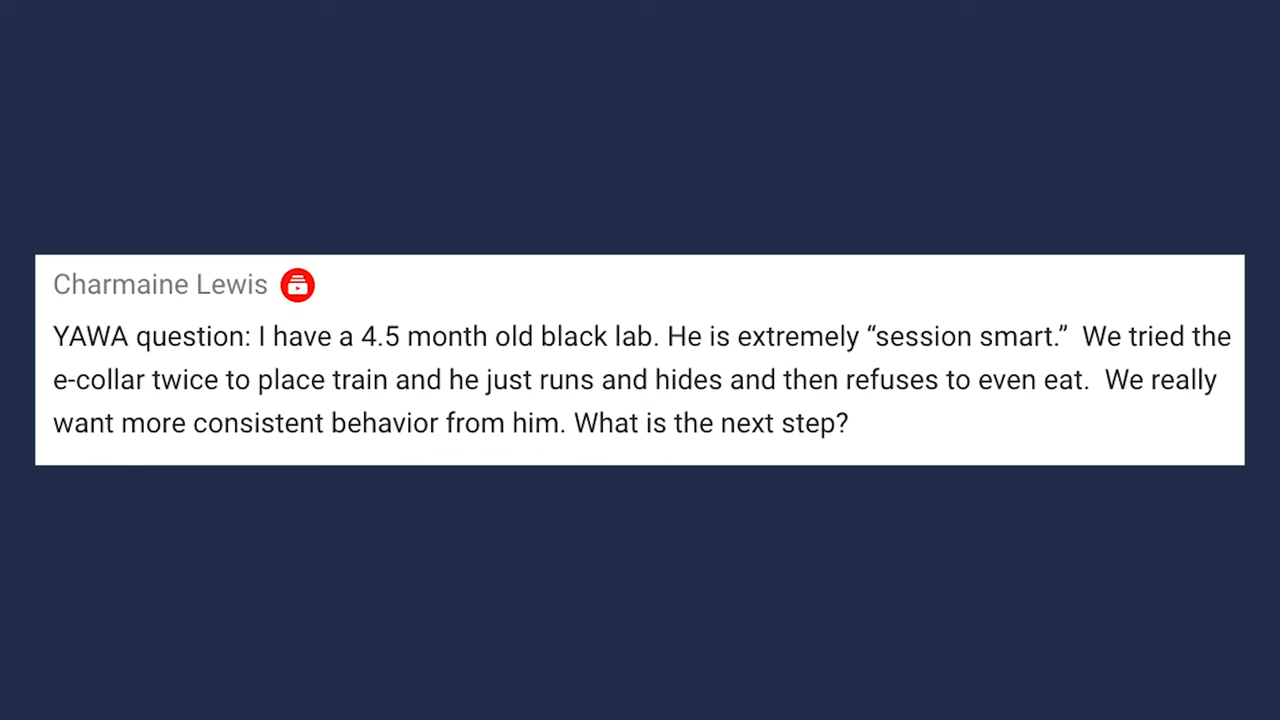 Charmaine Lewis
YAWA question: I have a 4.5 month old black lab. He is extremely “session smart.”  We tried the
e-collar twice to place train and he just runs and hides and then refuses to even eat.  We really
want more consistent behavior from him. What is the next step?